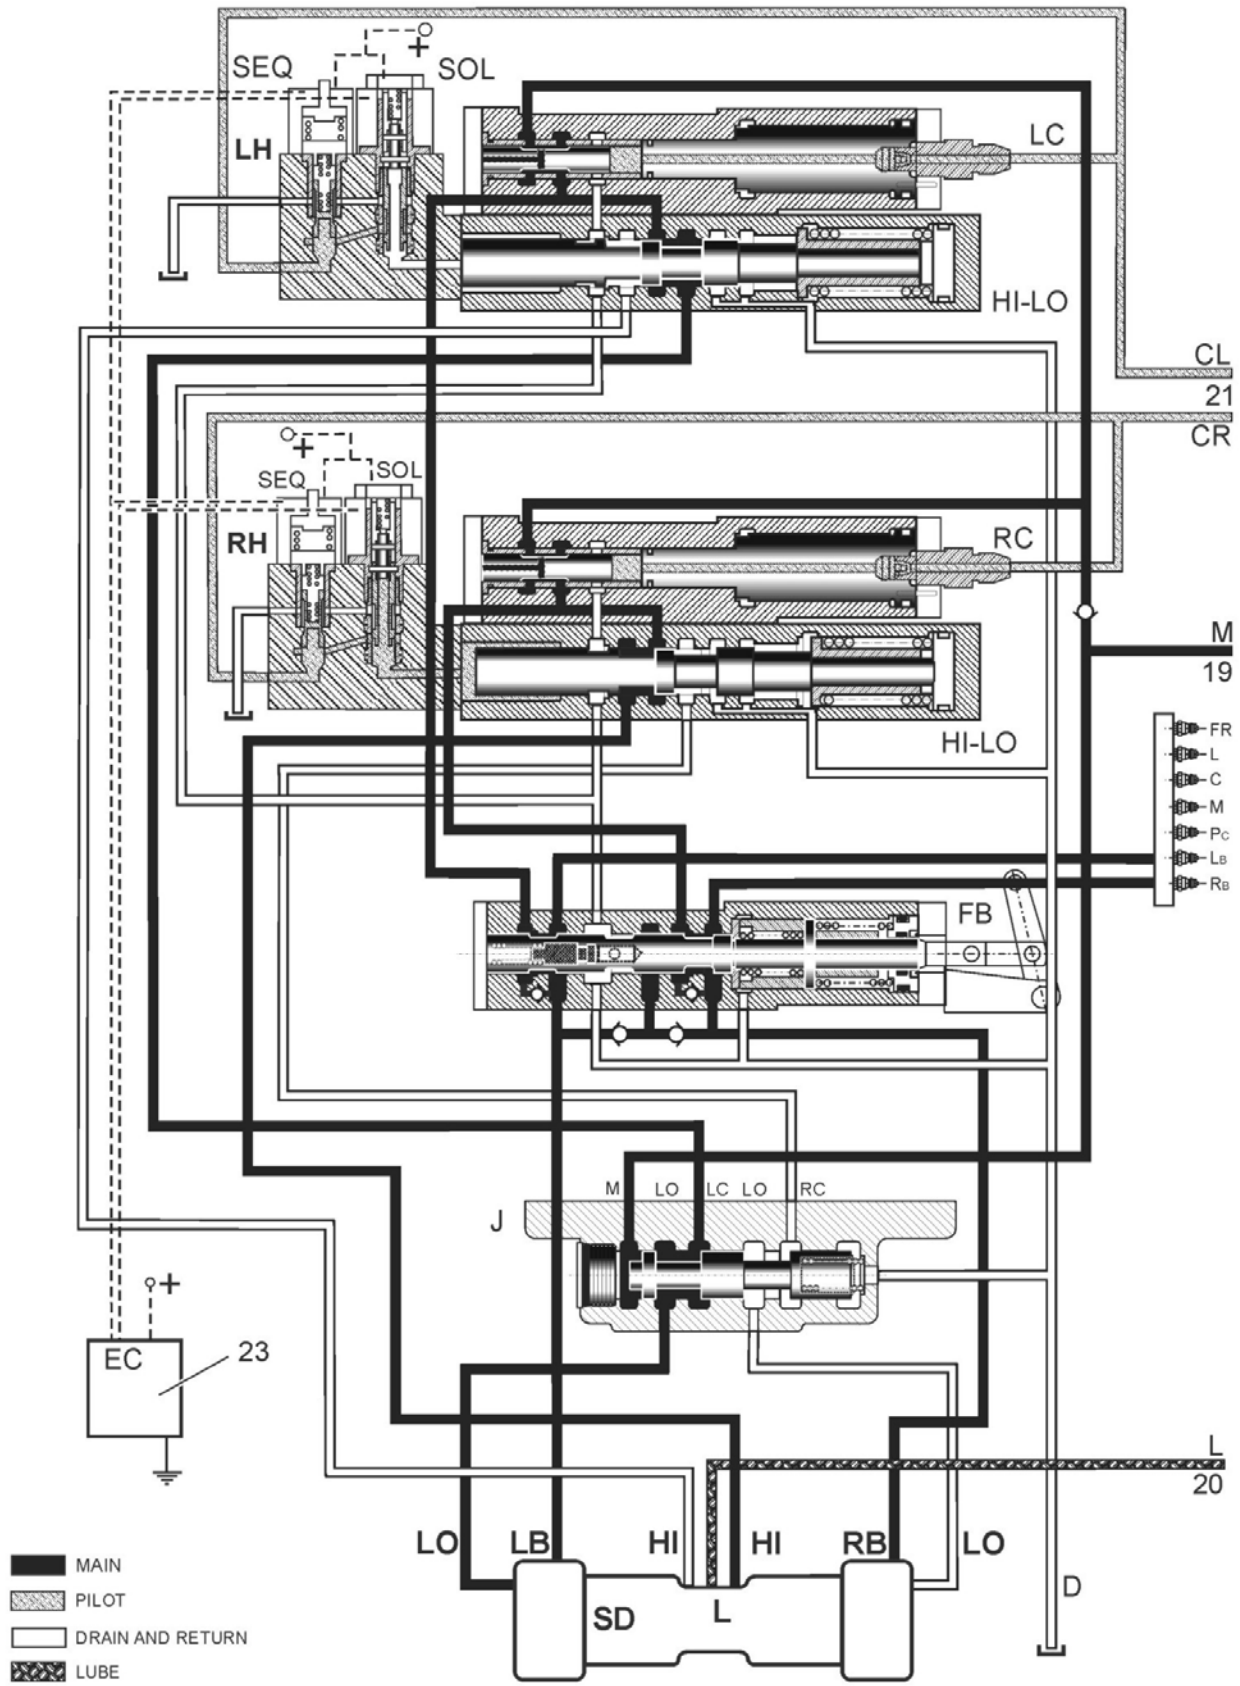 SEQ
+
SOL
LH
LC
HI-LO
CL
21
CR
+
SEQ
SOL
RH
RC
M
19
HI-LO
FR
L
C
M
PC
LB
RB
FB
M
LO
LC
LO
RC
J
+
EC
23
L
20
LO
LB
HI
HI
RB
LO
MAIN
PILOT
DRAIN AND RETURN
LUBE
SD
L
D